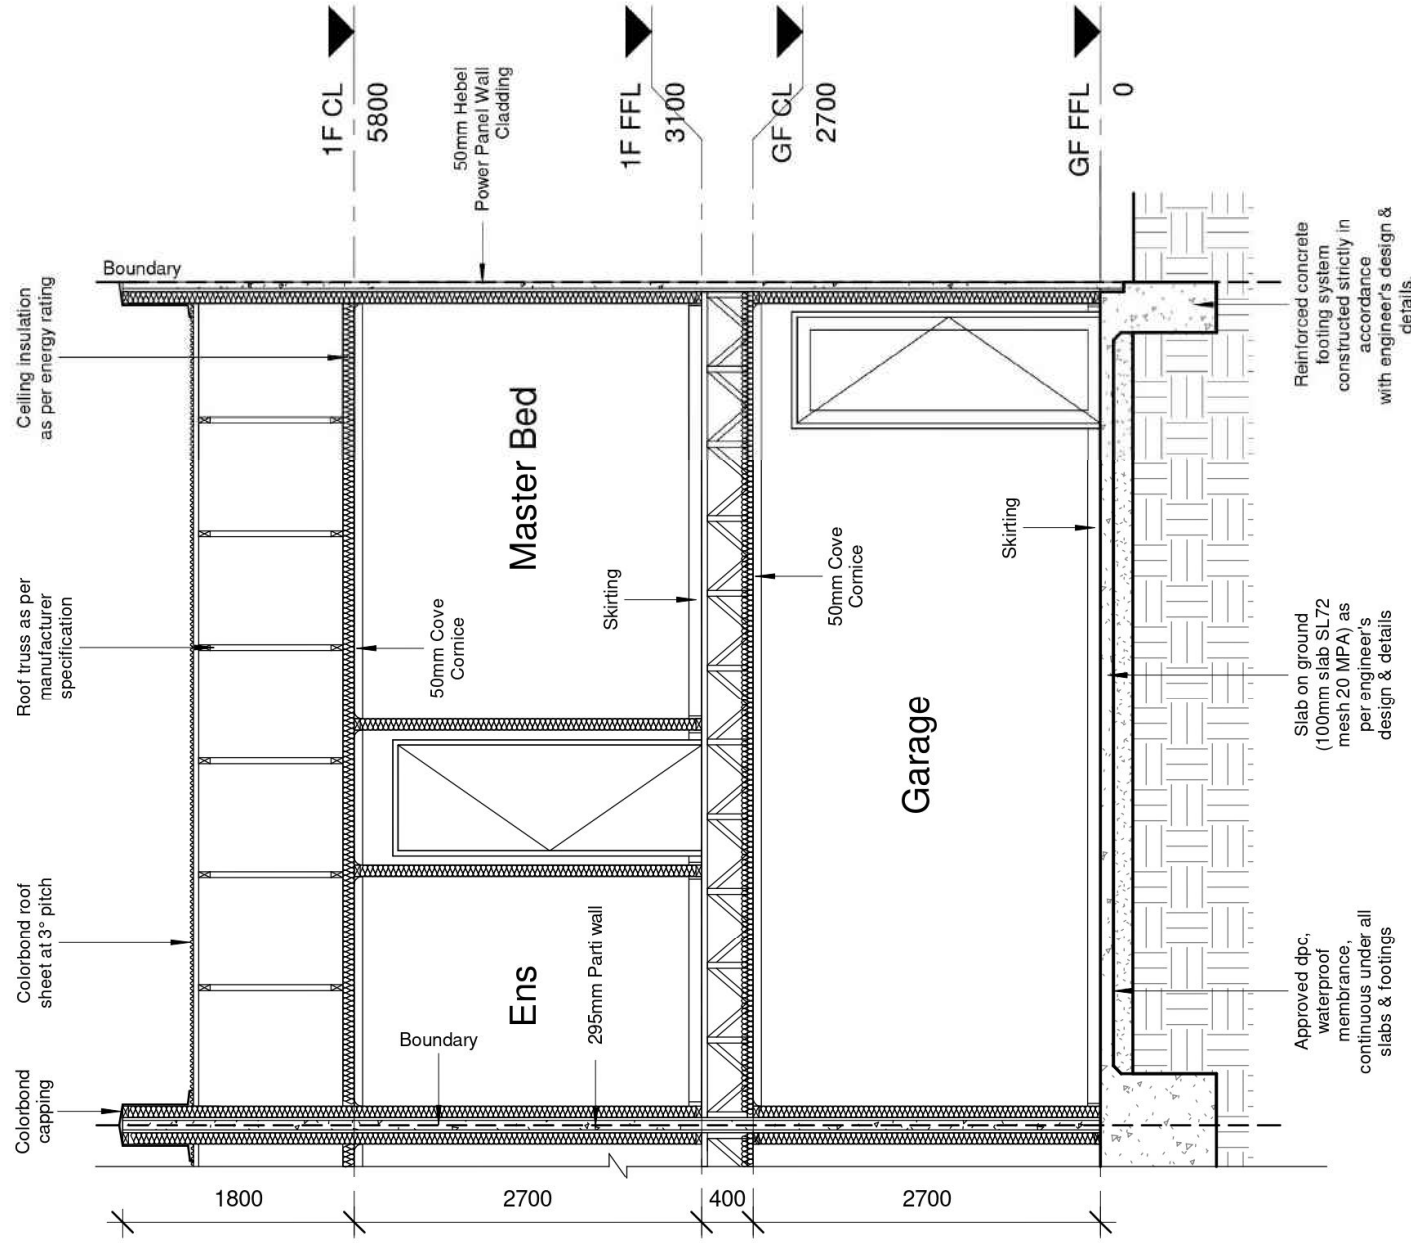 Colorbond
capping
Colorbond roof
sheet at 3° pitch
Roof truss as per
manufacturer
specification
Ceiling insulation
as per energy rating
Boundary
1F CL
5800
50mm Hebel
Power Panel Wall
Cladding
1F FFL
3100
GF CL
2700
GF FFL
0
Ens
Master Bed
Garage
Boundary
295mm Parti wall
50mm Cove
Cornice
Skirting
50mm Cove
Cornice
Skirting
Approved dpc,
waterproof
membrance,
continuous under all
slabs & footings
Slab on ground
(100mm slab SL72
mesh 20 MPA) as
per engineer's
design & details
Reinforced concrete
footing system
constructed strictly in
accordance
with engineer's design &
details.
1800
2700
400
2700